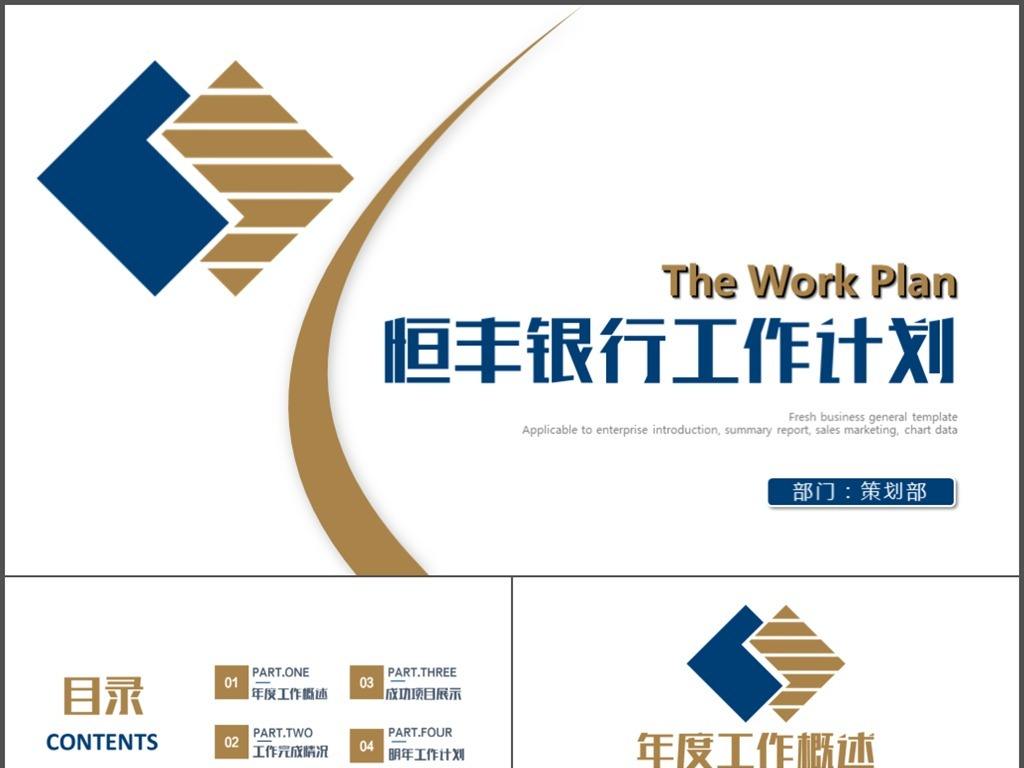 The Work Plan
恒丰银行工作计划
Fresh business general template
Applicable to enterprise introduction, summary report, sales marketing, chart data
部门：策划部
目录
CONTENTS
01 PART.ONE
年度工作概述
02 PART.TWO
工作完成情况
03 PART.THREE
成功项目展示
04 PART.FOUR
明年工作计划
年度工作概述